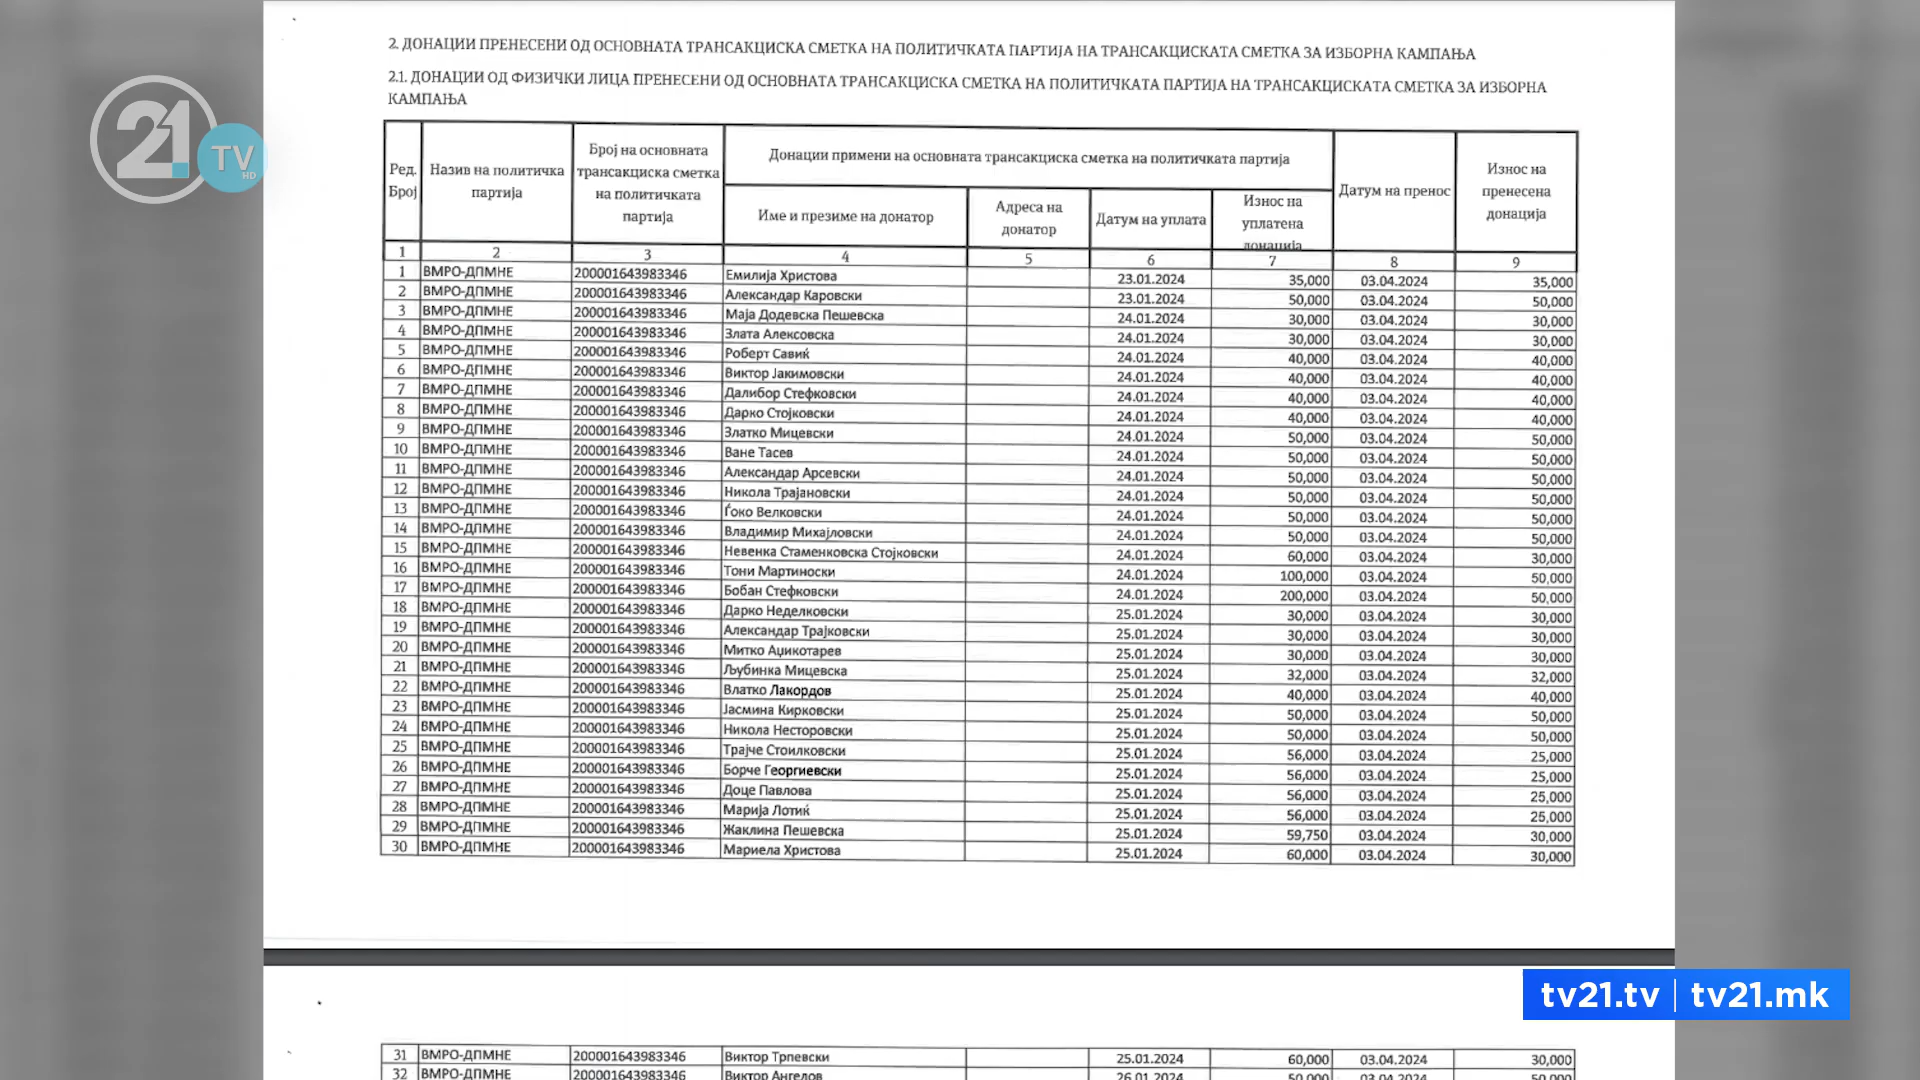 2. ДОНАЦИИ ПРЕНЕСЕНИ ОД ОСНОВНАТА ТРАНСАКЦИСКА СМЕТКА НА ПОЛИТИЧКАТА ПАРТИЈА НА ТРАНСАКЦИСКАТА СМЕТКА ЗА ИЗБОРНА КАМПАЊА
2.1. ДОНАЦИИ ОД ФИЗИЧКИ ЛИЦА ПРЕНЕСЕНИ ОД ОСНОВНАТА ТРАНСАКЦИСКА СМЕТКА НА ПОЛИТИЧКАТА ПАРТИЈА НА ТРАНСАКЦИСКАТА СМЕТКА ЗА ИЗБОРНА
КАМПАЊА
21 TV HD
Ред. Број
Назив на политичка партија
Број на основната трансакциска сметка на политичката партија
Донации примени на основната трансакциска сметка на политичката партија
Име и презиме на донатор
Адреса на донатор
Датум на уплата
Износ на уплатена донација
Датум на пренос
Износ на пренесена донација
1 2 3 4 5 6 7 8 9
1 ВМРО-ДПМНЕ 200001643983346 Емилија Христова 23.01.2024 35,000 03.04.2024 35,000
2 ВМРО-ДПМНЕ 200001643983346 Александар Каровски 23.01.2024 50,000 03.04.2024 50,000
3 ВМРО-ДПМНЕ 200001643983346 Маја Додевска Пешевска 24.01.2024 30,000 03.04.2024 30,000
4 ВМРО-ДПМНЕ 200001643983346 Злата Алексовска 24.01.2024 30,000 03.04.2024 30,000
5 ВМРО-ДПМНЕ 200001643983346 Роберт Савиќ 24.01.2024 40,000 03.04.2024 40,000
6 ВМРО-ДПМНЕ 200001643983346 Виктор Јакимовски 24.01.2024 40,000 03.04.2024 40,000
7 ВМРО-ДПМНЕ 200001643983346 Далибор Стефковски 24.01.2024 40,000 03.04.2024 40,000
8 ВМРО-ДПМНЕ 200001643983346 Дарко Стојковски 24.01.2024 40,000 03.04.2024 40,000
9 ВМРО-ДПМНЕ 200001643983346 Златко Мицевски 24.01.2024 50,000 03.04.2024 50,000
10 ВМРО-ДПМНЕ 200001643983346 Ване Тасев 24.01.2024 50,000 03.04.2024 50,000
11 ВМРО-ДПМНЕ 200001643983346 Александар Арсевски 24.01.2024 50,000 03.04.2024 50,000
12 ВМРО-ДПМНЕ 200001643983346 Никола Трајановски 24.01.2024 50,000 03.04.2024 50,000
13 ВМРО-ДПМНЕ 200001643983346 Ѓоко Велковски 24.01.2024 50,000 03.04.2024 50,000
14 ВМРО-ДПМНЕ 200001643983346 Владимир Михајловски 24.01.2024 50,000 03.04.2024 50,000
15 ВМРО-ДПМНЕ 200001643983346 Невенка Стаменковска Стојковски 24.01.2024 60,000 03.04.2024 30,000
16 ВМРО-ДПМНЕ 200001643983346 Тони Мартиноски 24.01.2024 100,000 03.04.2024 50,000
17 ВМРО-ДПМНЕ 200001643983346 Бобан Стефковски 24.01.2024 200,000 03.04.2024 50,000
18 ВМРО-ДПМНЕ 200001643983346 Дарко Неделковски 25.01.2024 30,000 03.04.2024 30,000
19 ВМРО-ДПМНЕ 200001643983346 Александар Трајковски 25.01.2024 30,000 03.04.2024 30,000
20 ВМРО-ДПМНЕ 200001643983346 Митко Аџикотарев 25.01.2024 30,000 03.04.2024 30,000
21 ВМРО-ДПМНЕ 200001643983346 Љубинка Мицевска 25.01.2024 32,000 03.04.2024 32,000
22 ВМРО-ДПМНЕ 200001643983346 Влатко Лакордов 25.01.2024 40,000 03.04.2024 40,000
23 ВМРО-ДПМНЕ 200001643983346 Јасмина Кирковски 25.01.2024 50,000 03.04.2024 50,000
24 ВМРО-ДПМНЕ 200001643983346 Никола Несторовски 25.01.2024 50,000 03.04.2024 50,000
25 ВМРО-ДПМНЕ 200001643983346 Трајче Стоилковски 25.01.2024 56,000 03.04.2024 25,000
26 ВМРО-ДПМНЕ 200001643983346 Борче Георгиевски 25.01.2024 56,000 03.04.2024 25,000
27 ВМРО-ДПМНЕ 200001643983346 Доце Павлова 25.01.2024 56,000 03.04.2024 25,000
28 ВМРО-ДПМНЕ 200001643983346 Марија Лотиќ 25.01.2024 56,000 03.04.2024 25,000
29 ВМРО-ДПМНЕ 200001643983346 Жаклина Пешевска 25.01.2024 59,750 03.04.2024 30,000
30 ВМРО-ДПМНЕ 200001643983346 Мариела Христова 25.01.2024 60,000 03.04.2024 30,000
tv21.tv | tv21.mk
31 ВМРО-ДПМНЕ 200001643983346 Виктор Трпевски 25.01.2024 60,000 03.04.2024 30,000
32 ВМРО-ДПМНЕ 200001643983346 Виктор Ангелов 26.01.2024 50,000 03.04.2024 50,000